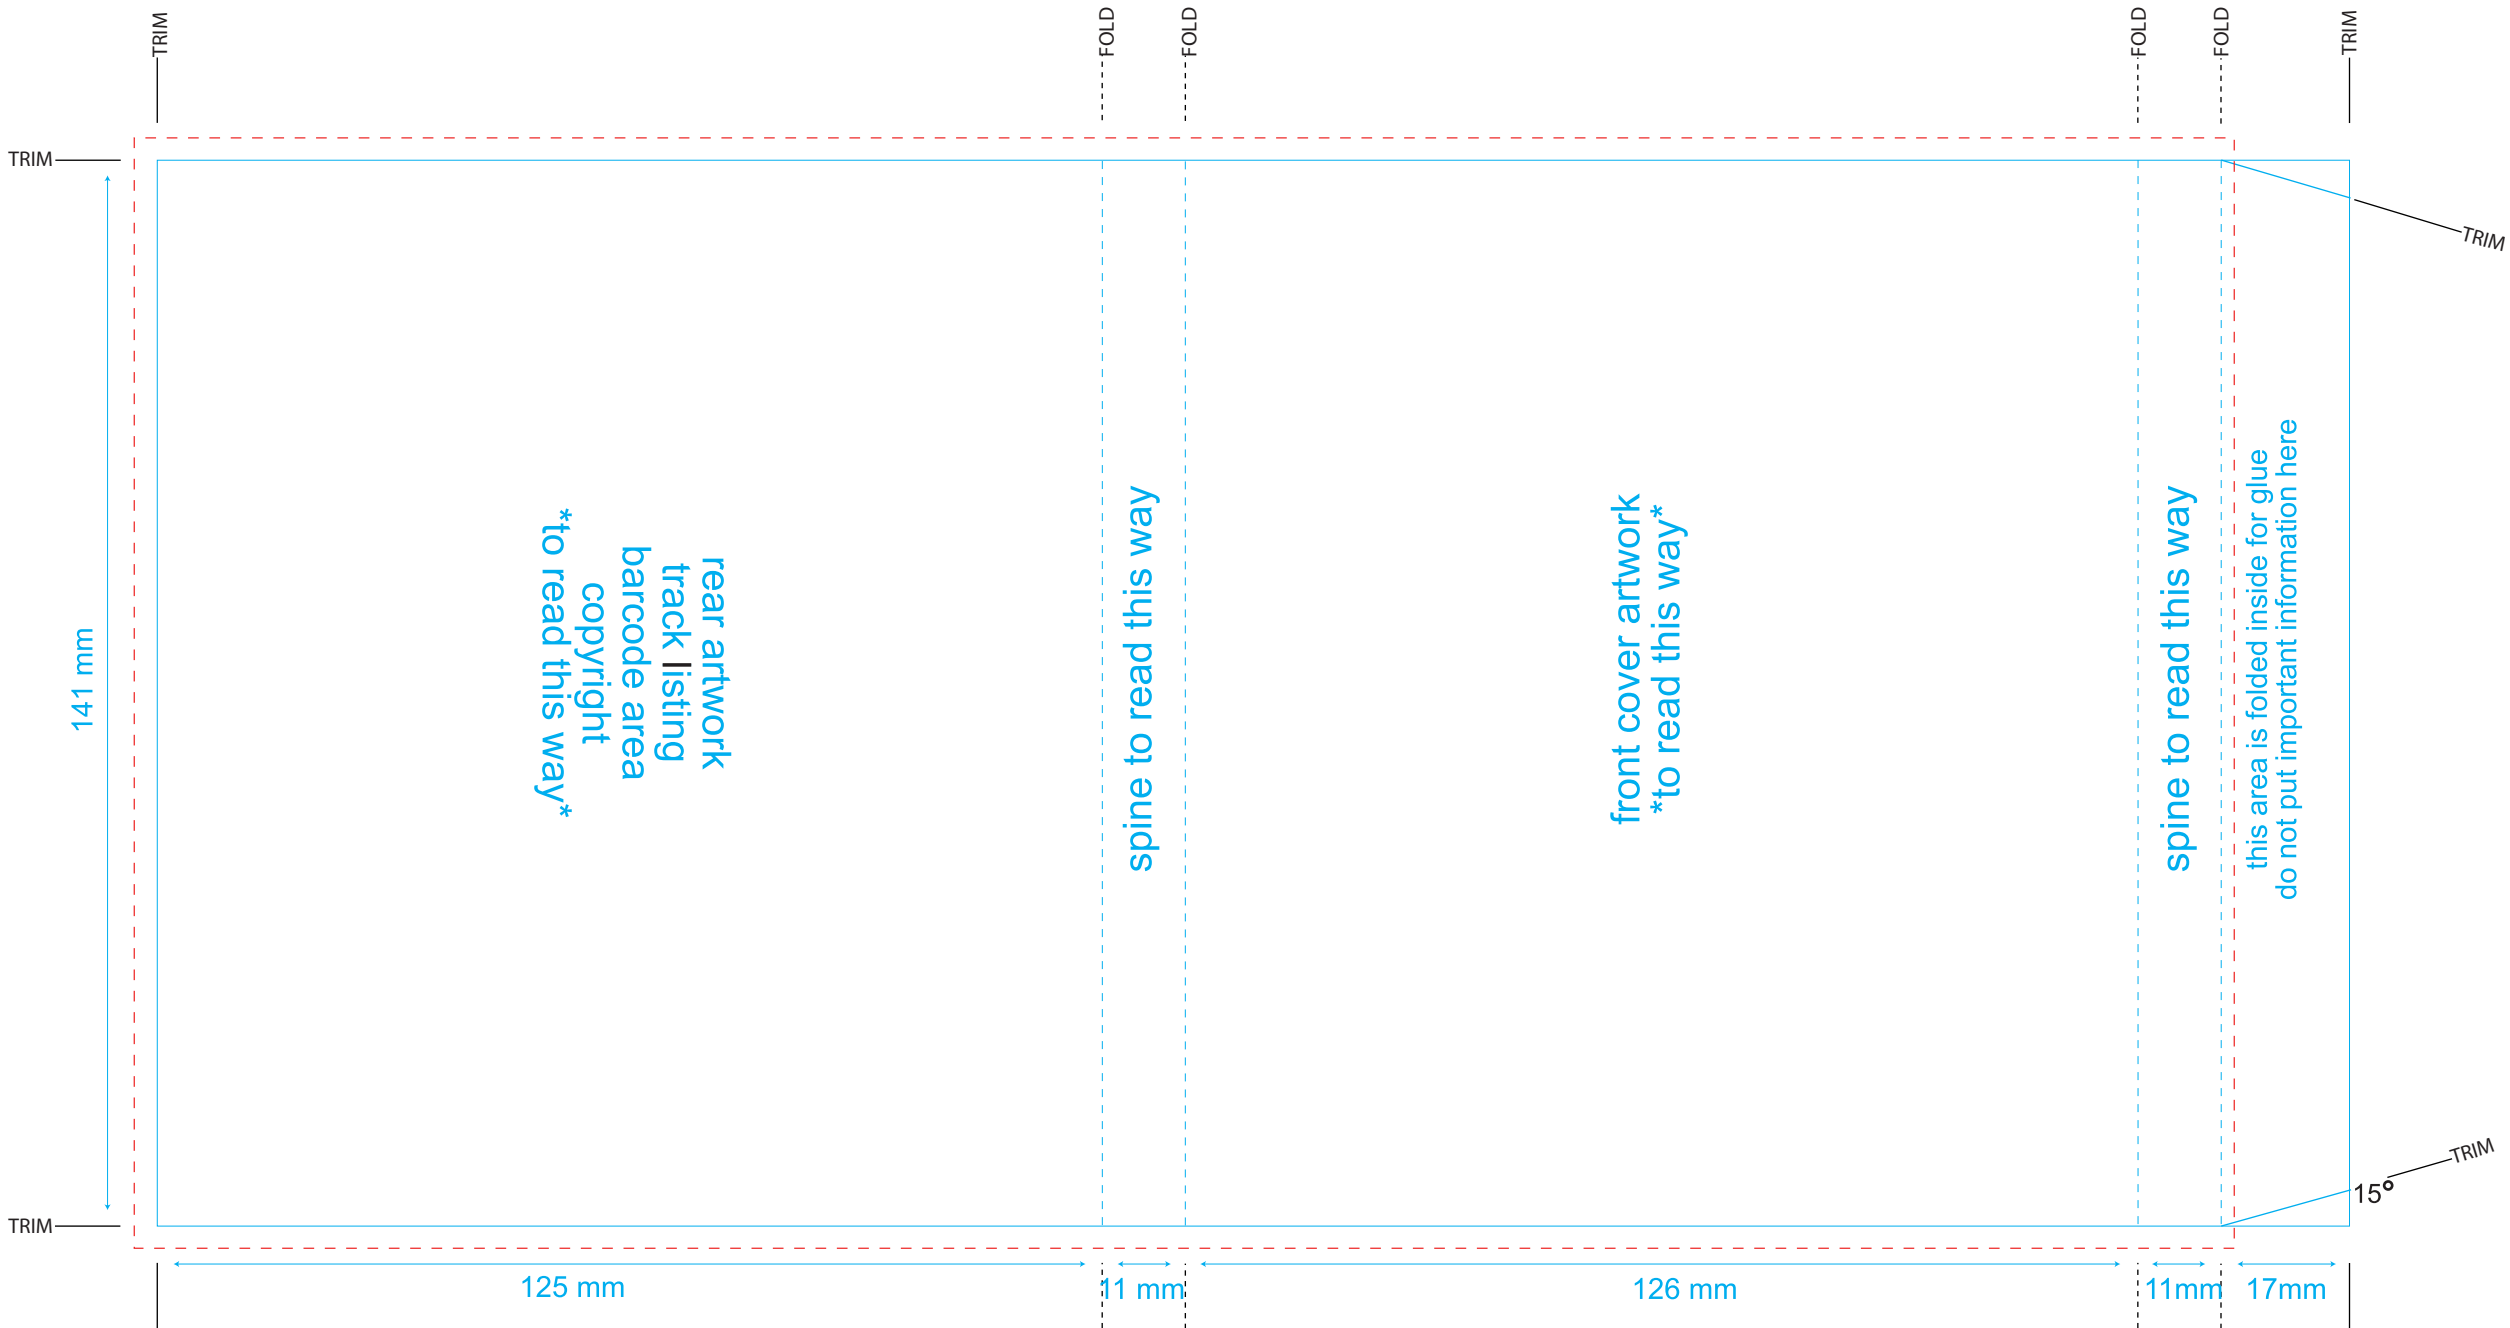 TRIM
FOLD
FOLD
FOLD
FOLD
TRIM
TRIM
TRIM
141 mm
rear artwork
track listing
barcode area
copyright
*to read this way*
spine to read this way
front cover artwork
*to read this way*
spine to read this way
this area is folded inside for glue
do not put important information here
TRIM
15°
TRIM
125 mm
11 mm
126 mm
11mm
17mm